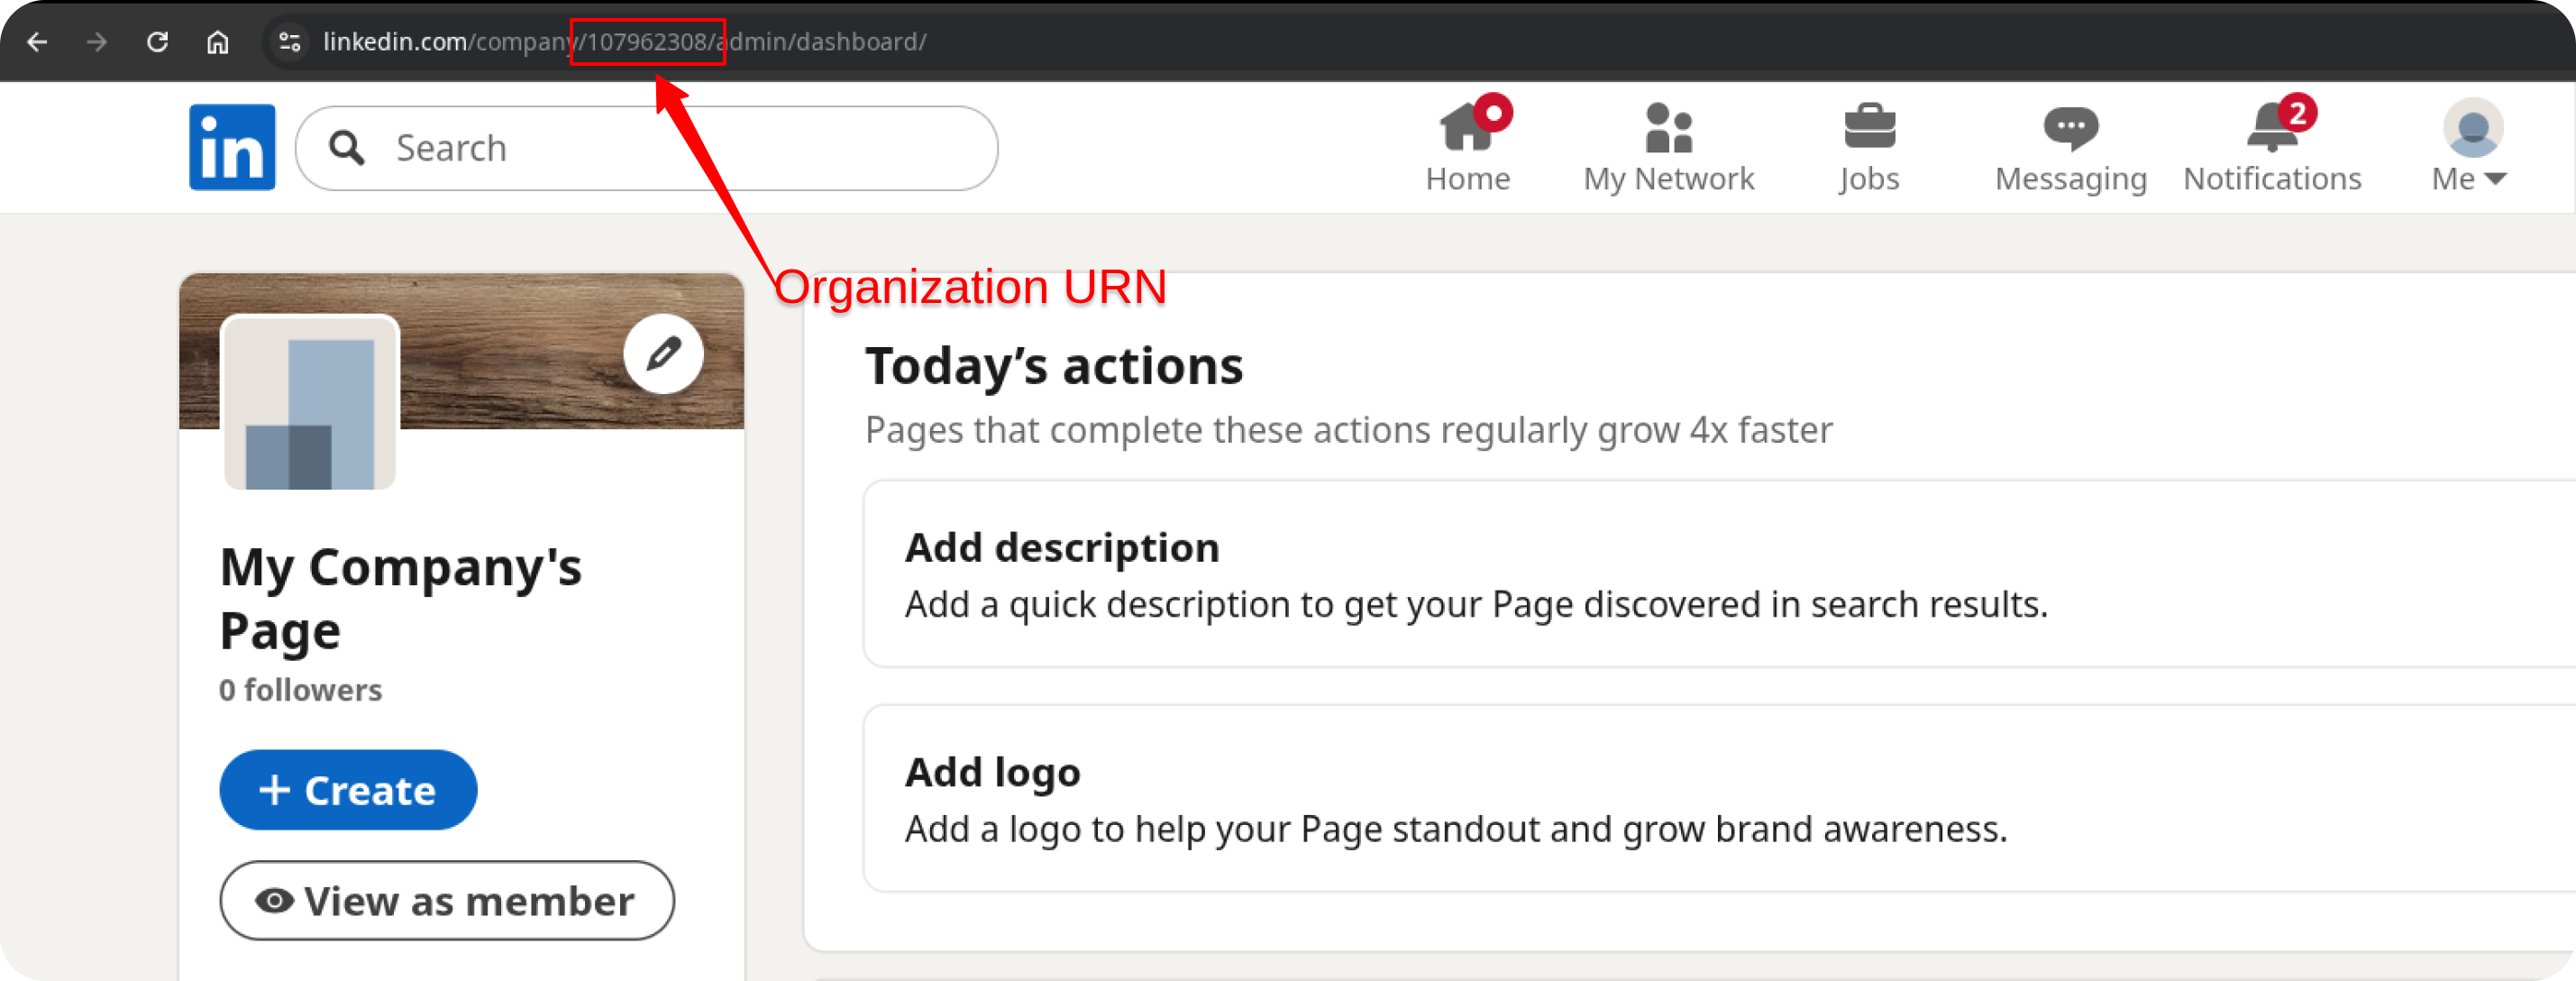 linkedin.com/company/107962308/admin/dashboard/
in
Search
Home
My Network
Jobs
Messaging
2
Notifications
Me
Organization URN
My Company's
Page
0 followers
+ Create
View as member
Today’s actions
Pages that complete these actions regularly grow 4x faster
Add description
Add a quick description to get your Page discovered in search results.
Add logo
Add a logo to help your Page standout and grow brand awareness.